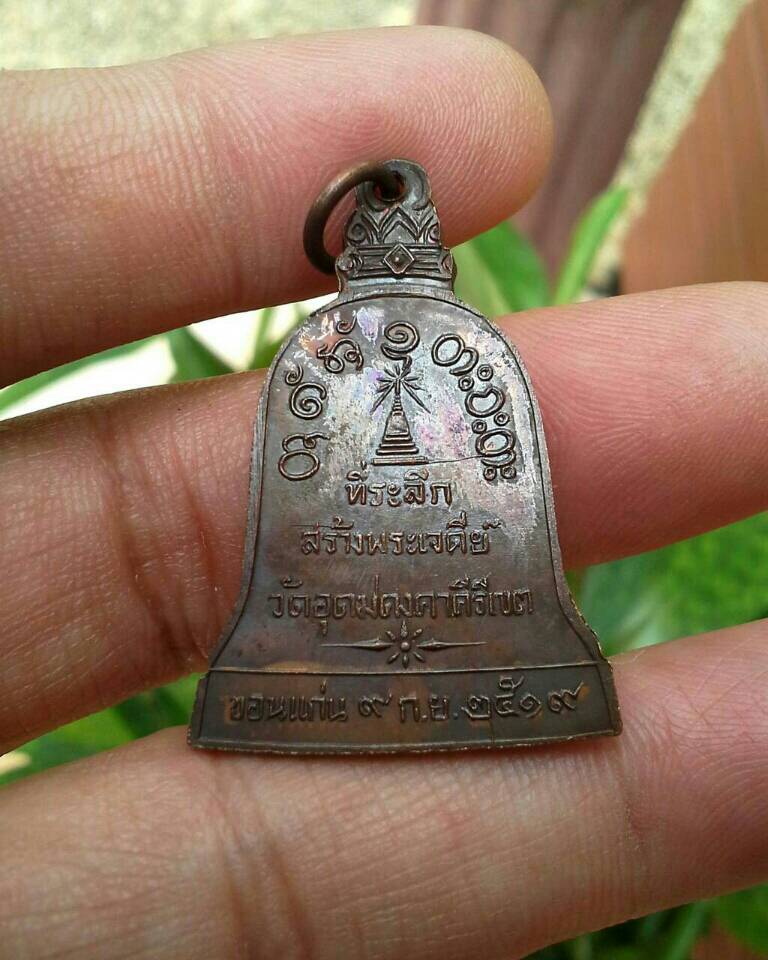 ที่ระลึก
สร้างพระเจดีย์
วัดอุดมคงคาคีรีเขต
ขอนแก่น ๙ ก.ย. ๒๕๑๙